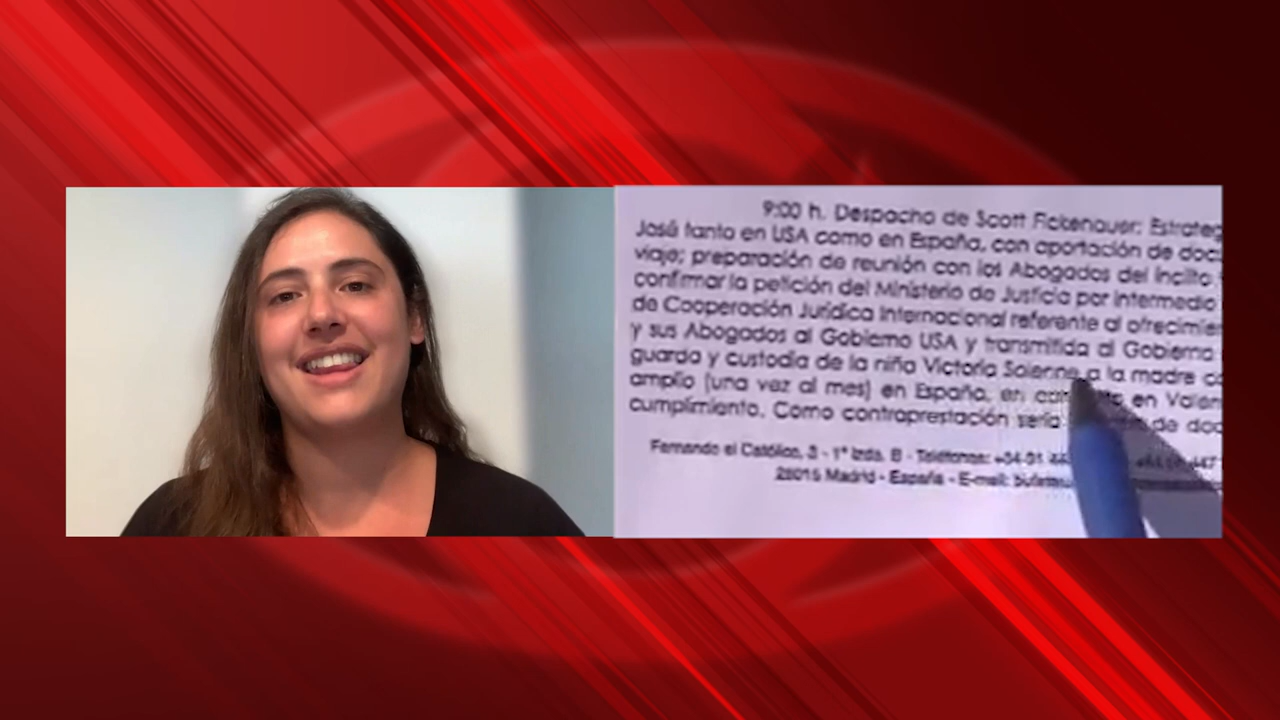 9:00 h. Despacho de Scott Fickenauer: Estrateg
José tanto en USA como en España, con aportación de doc
viaje; preparación de reunión con los Abogados del ínclito
confirmar la petición del Ministerio de Justicia por intermedio
de Cooperación Jurídica Internacional referente al ofrecimie
y sus Abogados al Gobierno USA y transmitida al Gobierno
guarda y custodia de la niña Victoria Solenne a la madre c
amplio (una vez al mes) en España, en en Valen
cumplimiento. Como contraprestación sería de doc
Fernando el Católico, 3 - 1º Izda. B - Teléfonos: +34-91 447
28015 Madrid - España - E-mail: